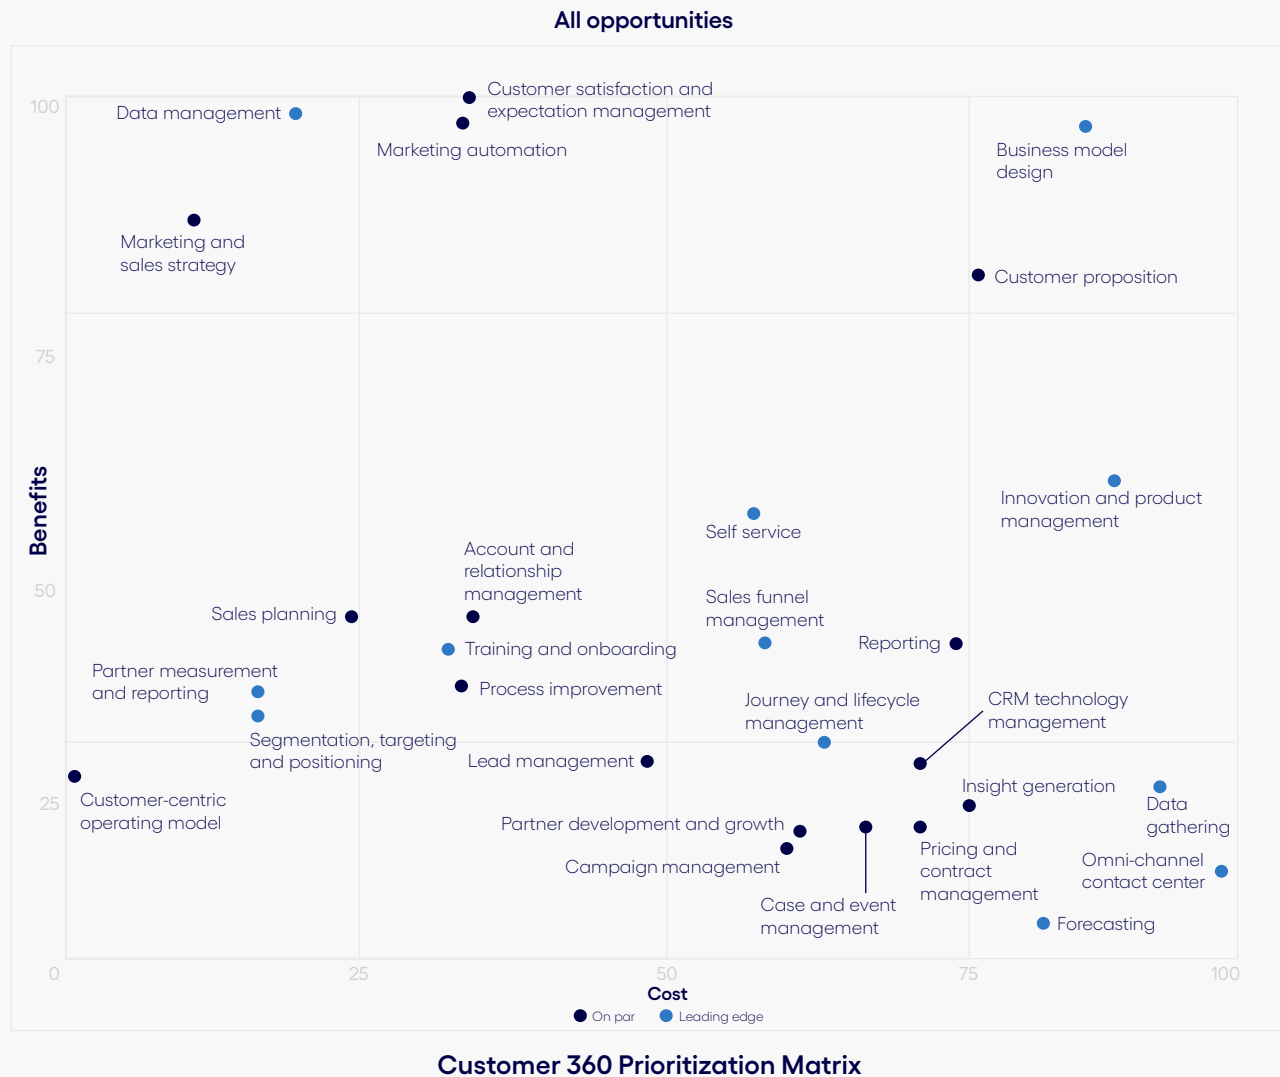 All opportunities
100
Data management
Customer satisfaction and
expectation management
Marketing automation
Business model
design
Marketing and
sales strategy
Customer proposition
75
Benefits
Innovation and product
management
Self service
Account and
relationship
management
50
Sales planning
Sales funnel
management
Training and onboarding
Reporting
Partner measurement
and reporting
Process improvement
Journey and lifecycle
management
CRM technology
management
Segmentation, targeting
and positioning
Lead management
Customer-centric
operating model
25
Insight generation
Data
gathering
Partner development and growth
Campaign management
Pricing and
contract
management
Omni-channel
contact center
Case and event
management
Forecasting
0
25
50
75
100
Cost
On par
Leading edge
Customer 360 Prioritization Matrix